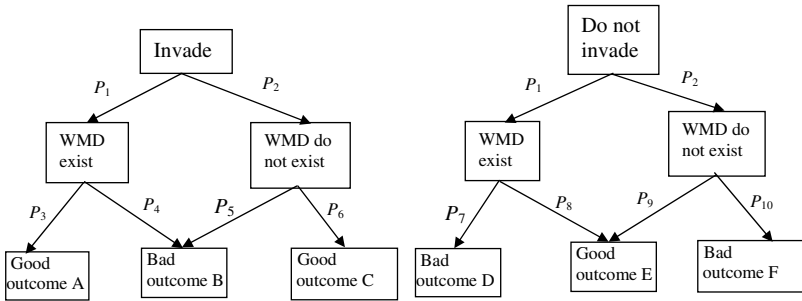 Invade
P1
P2
WMD
exist
WMD do
not exist
P3
P4
P5
P6
Good
outcome A
Bad
outcome B
Good
outcome C
Do not
invade
P1
P2
WMD
exist
WMD do
not exist
P7
P8
P9
P10
Bad
outcome D
Good
outcome E
Bad
outcome F